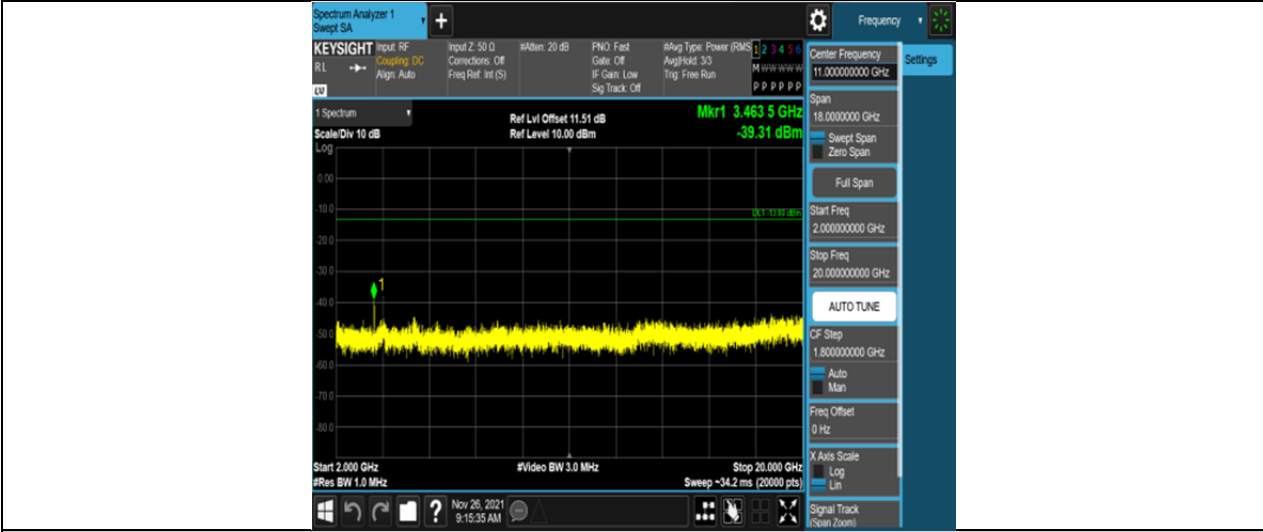 Spectrum Analyzer 1
Swept SA
+
Frequency
KEYSIGHT
RL
Input: RF
Coupling: DC
Align: Auto
Input Z: 50 Ω
Corrections: Off
Freq Ref: Int (S)
#Atten: 20 dB
PNO: Fast
Gate: Off
IF Gain: Low
Sig Track: Off
#Avg Type: Power (RMS
Avg|Hold: 3/3
Trig: Free Run
1 2 3 4 5 6
M W W W W W
P P P P P P
1 Spectrum
Scale/Div 10 dB
Log
Ref Lvl Offset 11.51 dB
Ref Level 10.00 dBm
Mkr1 3.463 5 GHz
-39.31 dBm
0.00
-10.0
DL1 -13.00 dBm
-20.0
-30.0
1
-40.0
-50.0
-60.0
-70.0
-80.0
Start 2.000 GHz
#Res BW 1.0 MHz
#Video BW 3.0 MHz
Stop 20.000 GHz
Sweep ~34.2 ms (20000 pts)
?
Nov 26, 2021
9:15:35 AM
Center Frequency
11.000000000 GHz
Settings
Span
18.0000000 GHz
Swept Span
Zero Span
Full Span
Start Freq
2.000000000 GHz
Stop Freq
20.000000000 GHz
AUTO TUNE
CF Step
1.800000000 GHz
Auto
Man
Freq Offset
0 Hz
X Axis Scale
Log
Lin
Signal Track
(Span Zoom)